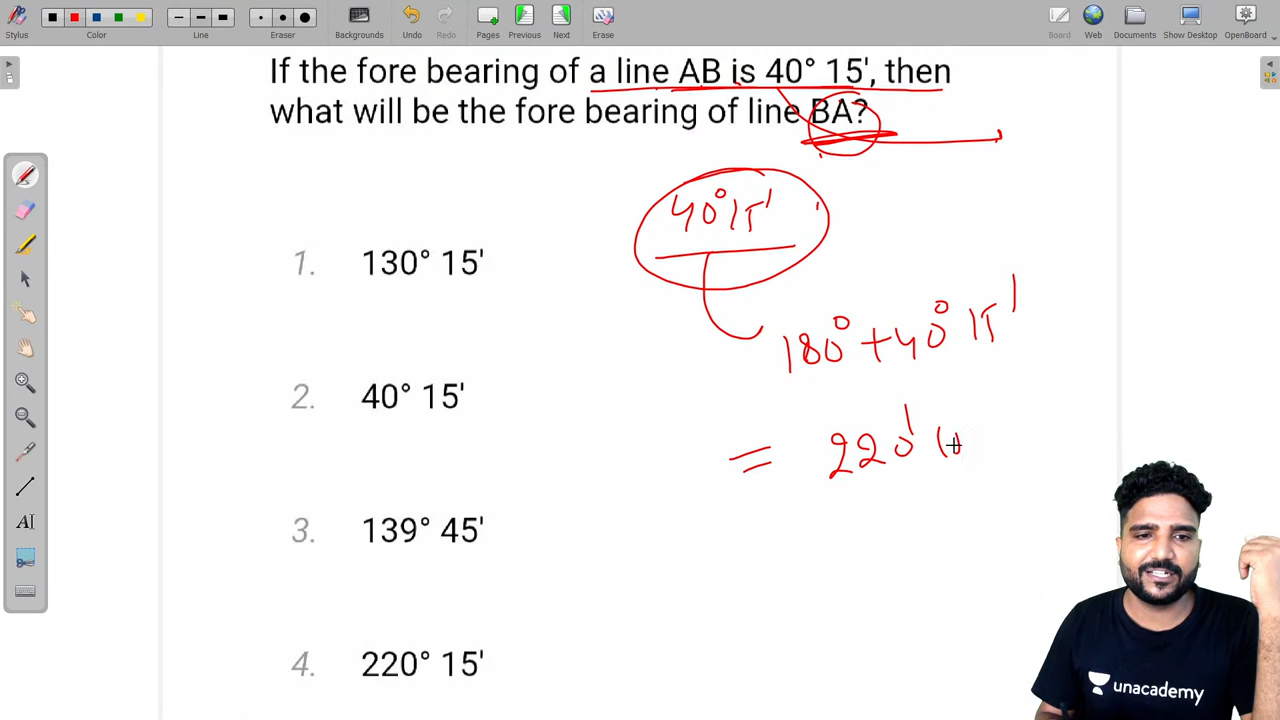 Stylus Color Line Eraser Backgrounds Undo Redo Pages Previous Next Erase Board Web Documents Show Desktop OpenBoard
If the fore bearing of a line AB is 40° 15', then
what will be the fore bearing of line BA?
40° 15'
1. 130° 15'
180° + 40° 15'
2. 40° 15'
= 220'
3. 139° 45'
4. 220° 15'
unacademy